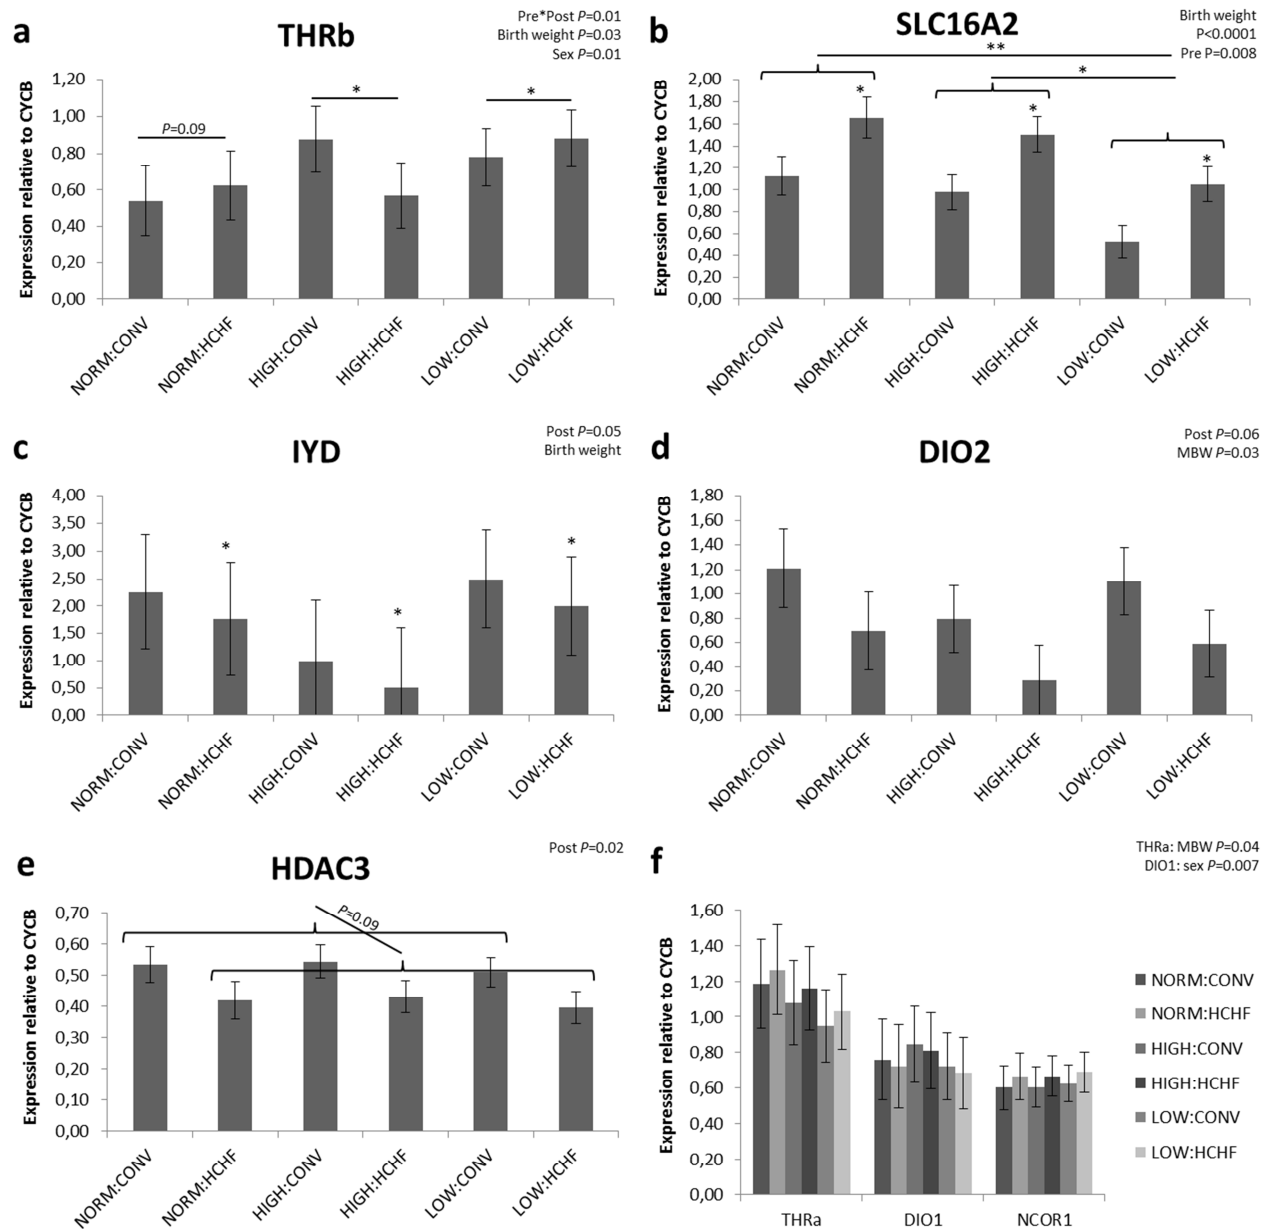 a
THRb
Pre*Post P=0.01
Birth weight P=0.03
Sex P=0.01
Expression relative to CYCB
1,20
1,00
0,80
0,60
0,40
0,20
0,00
P=0.09
*
*
NORM:CONV
NORM:HCHF
HIGH:CONV
HIGH:HCHF
LOW:CONV
LOW:HCHF
b
SLC16A2
Birth weight
P<0.0001
Pre P=0.008
Expression relative to CYCB
2,00
1,80
1,60
1,40
1,20
1,00
0,80
0,60
0,40
0,20
0,00
**
*
*
*
*
NORM:CONV
NORM:HCHF
HIGH:CONV
HIGH:HCHF
LOW:CONV
LOW:HCHF
c
IYD
Post P=0.05
Birth weight
Expression relative to CYCB
4,00
3,50
3,00
2,50
2,00
1,50
1,00
0,50
0,00
*
*
*
NORM:CONV
NORM:HCHF
HIGH:CONV
HIGH:HCHF
LOW:CONV
LOW:HCHF
d
DIO2
Post P=0.06
MBW P=0.03
Expression relative to CYCB
1,80
1,60
1,40
1,20
1,00
0,80
0,60
0,40
0,20
0,00
NORM:CONV
NORM:HCHF
HIGH:CONV
HIGH:HCHF
LOW:CONV
LOW:HCHF
e
HDAC3
Post P=0.02
Expression relative to CYCB
0,70
0,60
0,50
0,40
0,30
0,20
0,10
0,00
P=0.09
NORM:CONV
NORM:HCHF
HIGH:CONV
HIGH:HCHF
LOW:CONV
LOW:HCHF
f
THRa: MBW P=0.04
DIO1: sex P=0.007
Expression relative to CYCB
1,60
1,40
1,20
1,00
0,80
0,60
0,40
0,20
0,00
THRa
DIO1
NCOR1
NORM:CONV
NORM:HCHF
HIGH:CONV
HIGH:HCHF
LOW:CONV
LOW:HCHF